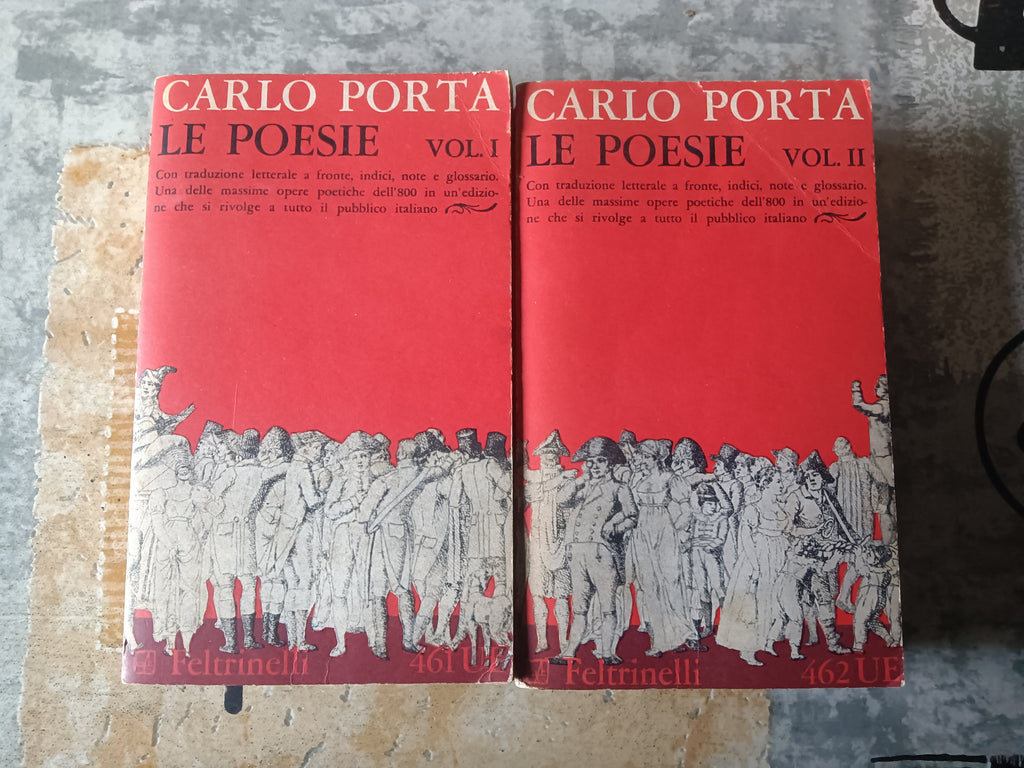 CARLO PORTA
LE POESIE VOL. I
Con traduzione letterale a fronte, indici, note e glossario.
Una delle massime opere poetiche dell'800 in un'edizio-
ne che si rivolge a tutto il pubblico italiano
Feltrinelli 461 UE
CARLO PORTA
LE POESIE VOL. II
Con traduzione letterale a fronte, indici, note e glossario.
Una delle massime opere poetiche dell'800 in un'edizio-
ne che si rivolge a tutto il pubblico italiano
Feltrinelli 462 UE